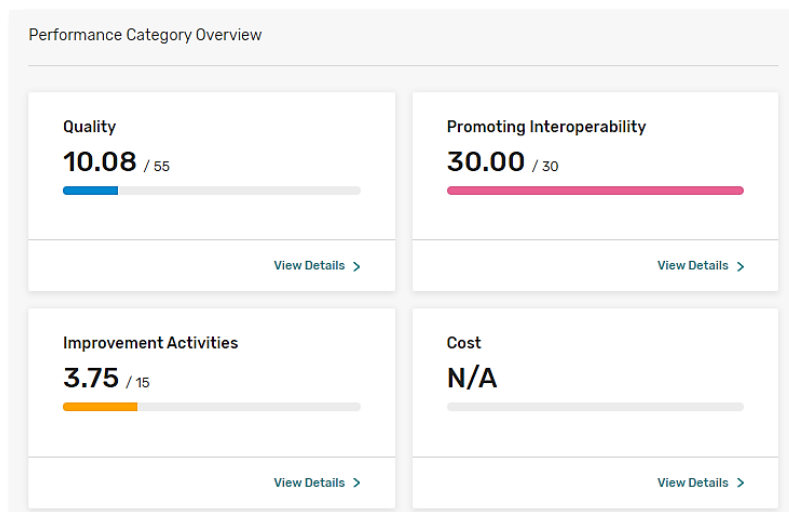 Performance Category Overview
Quality
10.08 / 55
View Details
Promoting Interoperability
30.00 / 30
View Details
Improvement Activities
3.75 / 15
View Details
Cost
N/A
View Details